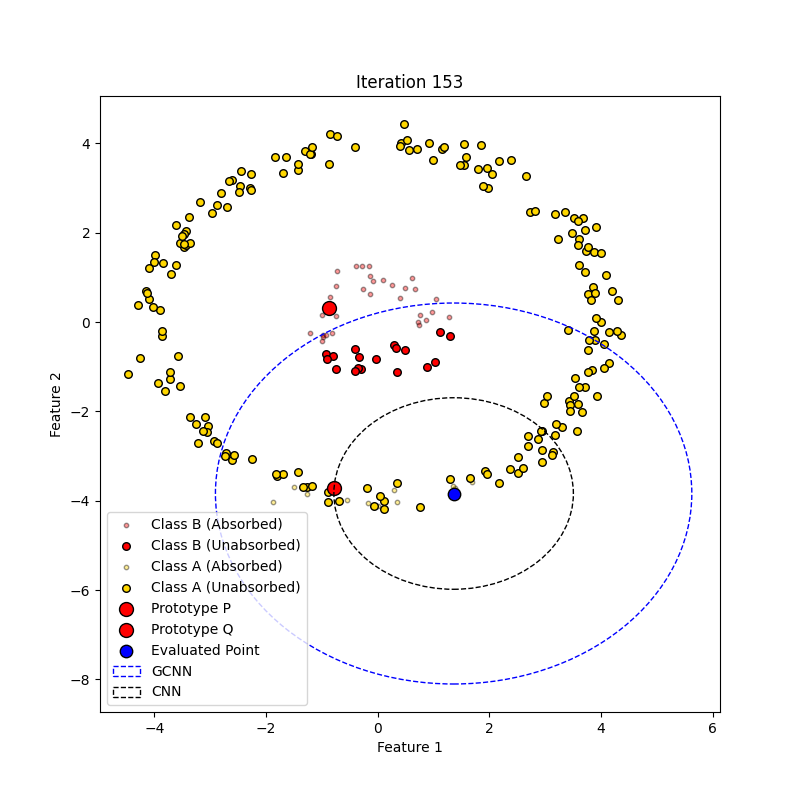 Iteration 153
Feature 2
4
2
0
−2
−4
−6
−8
Class B (Absorbed)
Class B (Unabsorbed)
Class A (Absorbed)
Class A (Unabsorbed)
Prototype P
Prototype Q
Evaluated Point
GCNN
CNN
−4 −2 0 2 4 6
Feature 1